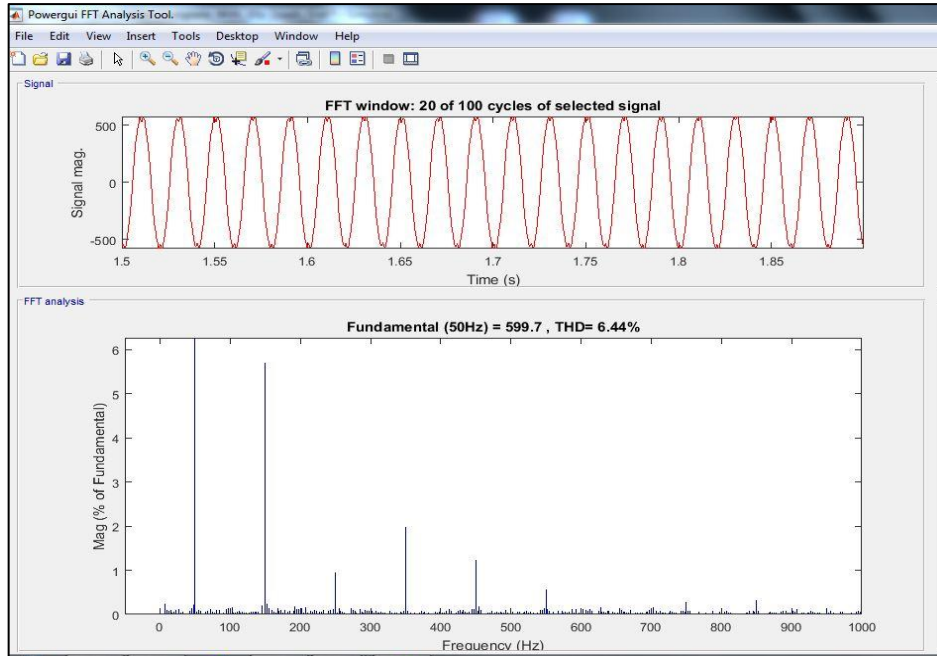 Powergui FFT Analysis Tool.
File Edit View Insert Tools Desktop Window Help
Signal
FFT window: 20 of 100 cycles of selected signal
500
0
-500
Signal mag.
1.5 1.55 1.6 1.65 1.7 1.75 1.8 1.85
Time (s)
FFT analysis
Fundamental (50Hz) = 599.7 , THD= 6.44%
6
5
4
3
2
1
0
Mag (% of Fundamental)
0 100 200 300 400 500 600 700 800 900 1000
Frequency (Hz)